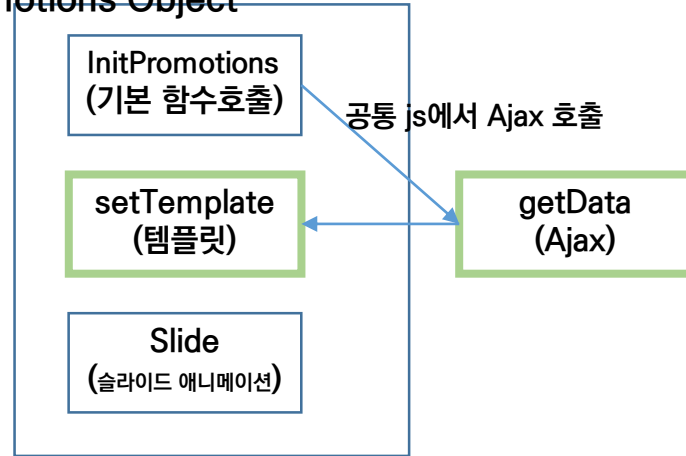 Object
InitPromotions
(기본 함수호출)
공통 js에서 Ajax 호출
setTemplate
(템플릿)
getData
(Ajax)
Slide
(슬라이드 애니메이션)